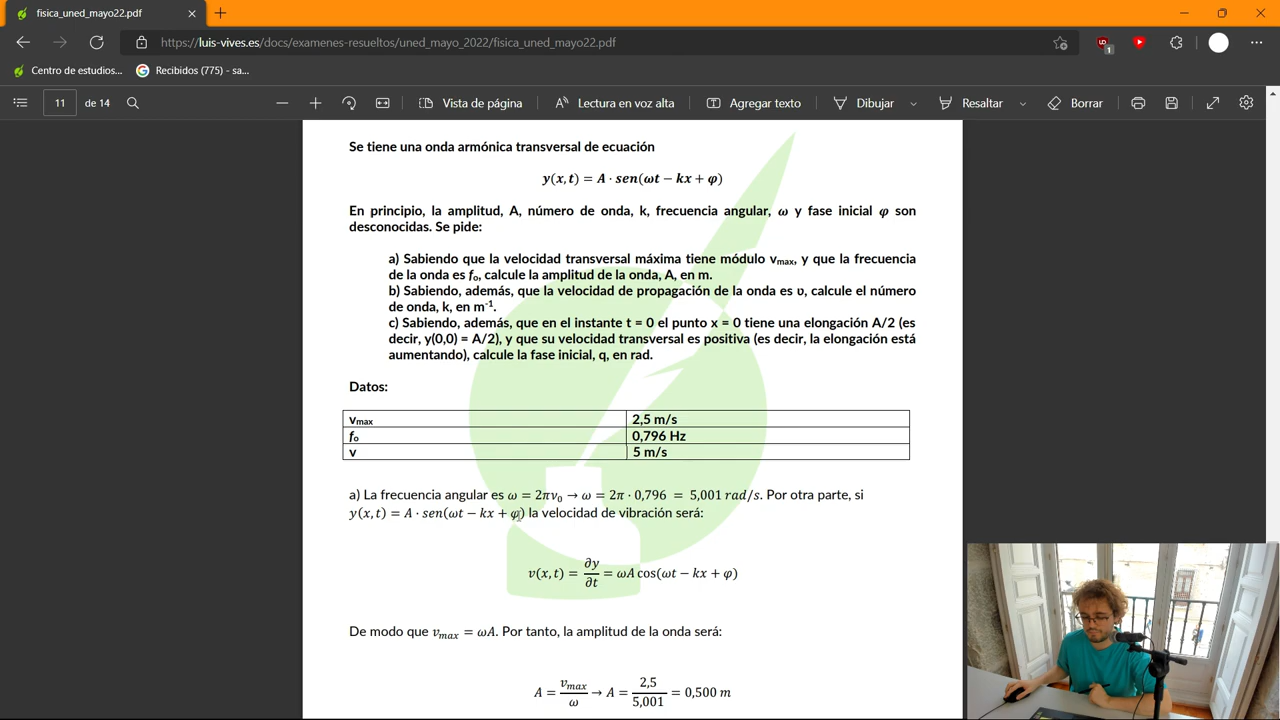 fisica_uned_mayo22.pdf
https://luis-vives.es/docs/examenes-resueltos/uned_mayo_2022/fisica_uned_mayo22.pdf
1
Centro de estudios...
Recibidos (775) - sa...
11 de 14
Vista de página
Lectura en voz alta
Agregar texto
Dibujar
Resaltar
Borrar
Se tiene una onda armónica transversal de ecuación
y(x, t) = A · sen(ωt − kx + φ)
En principio, la amplitud, A, número de onda, k, frecuencia angular, ω y fase inicial φ son
desconocidas. Se pide:
a) Sabiendo que la velocidad transversal máxima tiene módulo vmax, y que la frecuencia
de la onda es fo, calcule la amplitud de la onda, A, en m.
b) Sabiendo, además, que la velocidad de propagación de la onda es υ, calcule el número
de onda, k, en m-1.
c) Sabiendo, además, que en el instante t = 0 el punto x = 0 tiene una elongación A/2 (es
decir, y(0,0) = A/2), y que su velocidad transversal es positiva (es decir, la elongación está
aumentando), calcule la fase inicial, q, en rad.
Datos:
vmax 2,5 m/s
fo 0,796 Hz
v 5 m/s
a) La frecuencia angular es ω = 2πν0 → ω = 2π · 0,796 = 5,001 rad/s. Por otra parte, si
y(x, t) = A · sen(ωt − kx + φ) la velocidad de vibración será:
v(x, t) = ∂y/∂t = ωA cos(ωt − kx + φ)
De modo que vmax = ωA. Por tanto, la amplitud de la onda será:
A = vmax/ω → A = 2,5/5,001 = 0,500 m